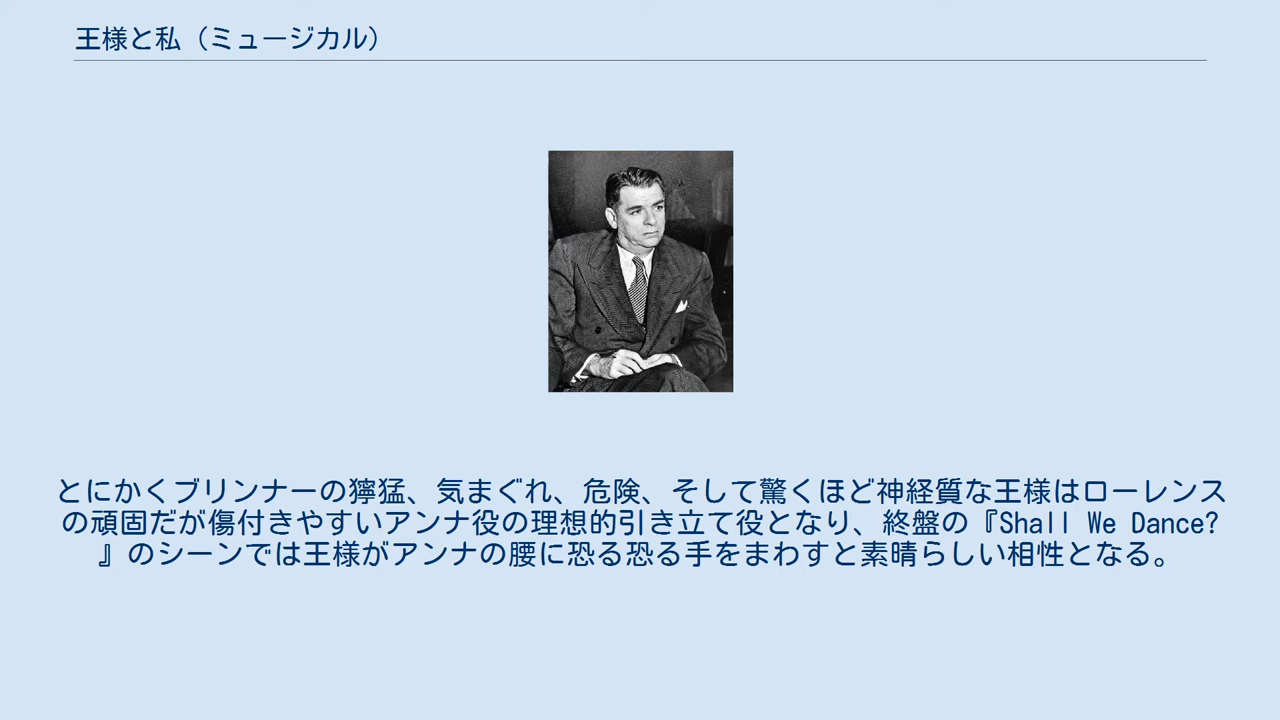 王様と私（ミュージカル）
とにかくブリンナーの獰猛、気まぐれ、危険、そして驚くほど神経質な王様はローレンス
の頑固だが傷付きやすいアンナ役の理想的引き立て役となり、終盤の『Shall We Dance?
』のシーンでは王様がアンナの腰に恐る恐る手をまわすと素晴らしい相性となる。